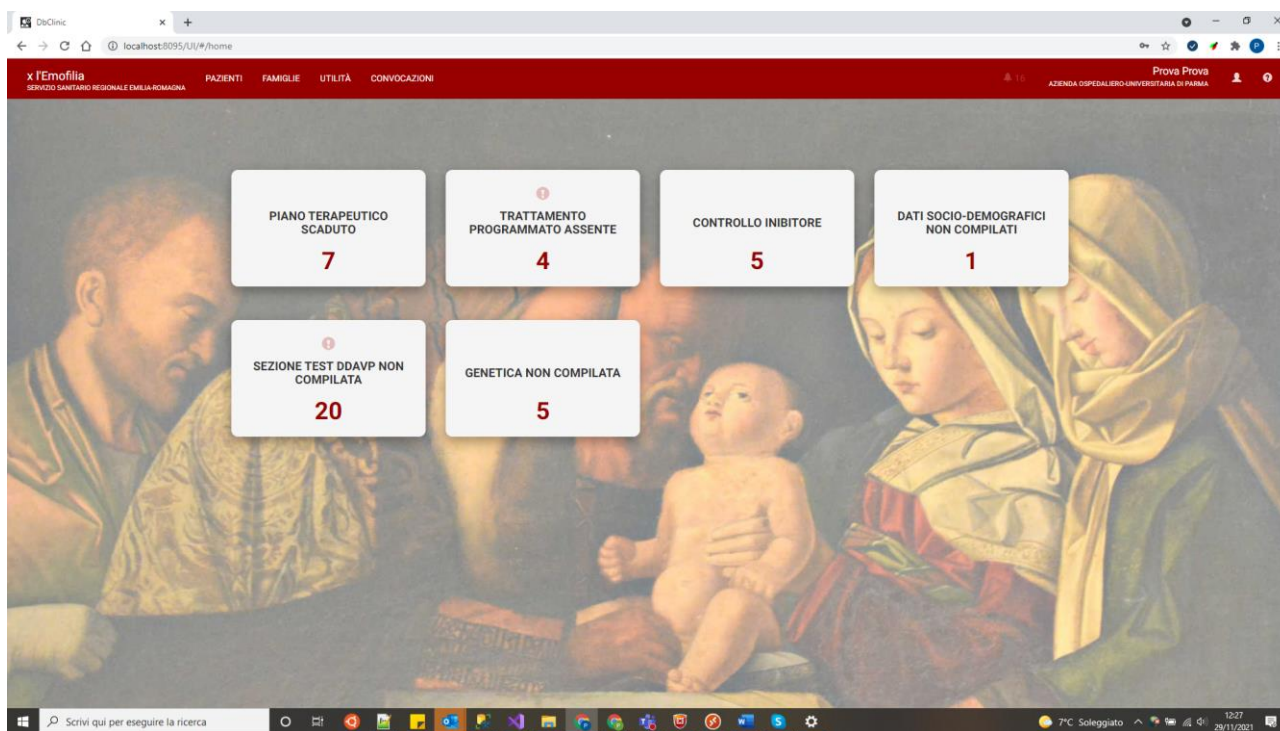 DbClinic
localhost:8095/UI/#/home
x l'Emofilia
SERVIZIO SANITARIO REGIONALE EMILIA-ROMAGNA
PAZIENTI FAMIGLIE UTILITÀ CONVOCAZIONI
16
Prova Prova
AZIENDA OSPEDALIERO-UNIVERSITARIA DI PARMA
PIANO TERAPEUTICO
SCADUTO
7
TRATTAMENTO
PROGRAMMATO ASSENTE
4
CONTROLLO INIBITORE
5
DATI SOCIO-DEMOGRAFICI
NON COMPILATI
1
SEZIONE TEST DDAVP NON
COMPILATA
20
GENETICA NON COMPILATA
5
Scrivi qui per eseguire la ricerca
7°C Soleggiato
12:27
29/11/2021